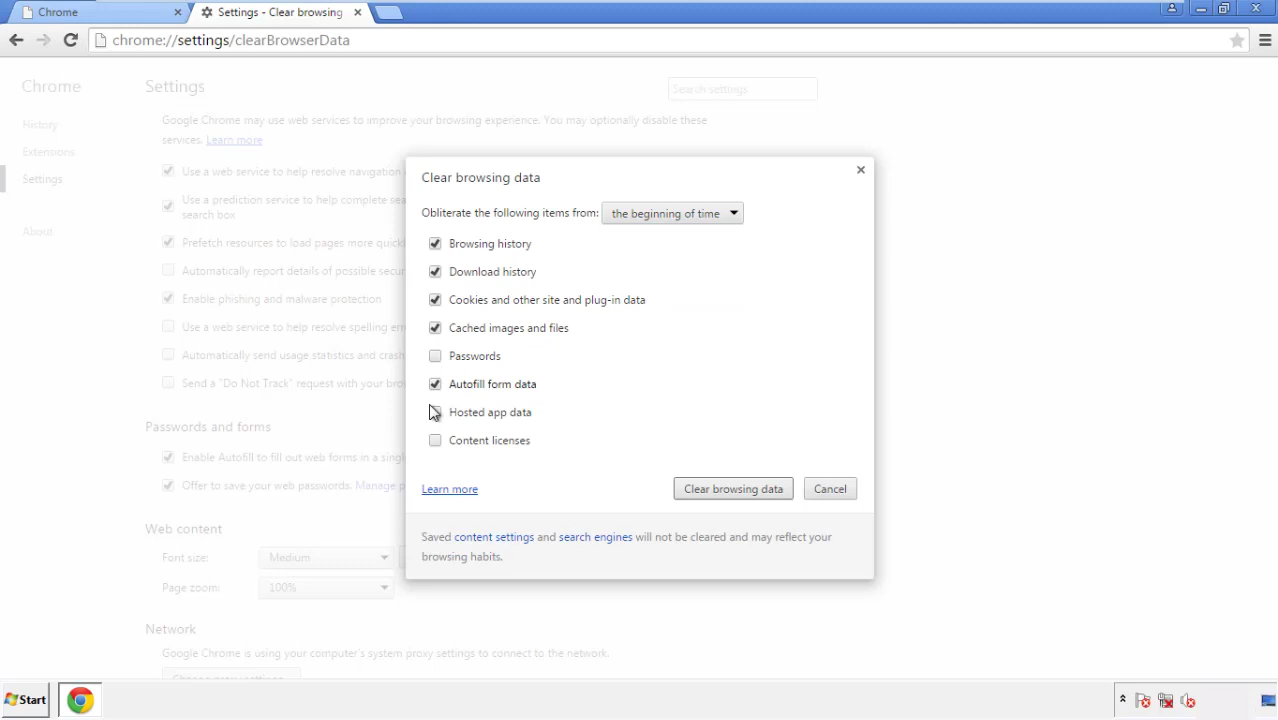 Chrome
Settings - Clear browsing
chrome://settings/clearBrowserData
Chrome
Settings
Search settings
History
Extensions
Settings
About
Google Chrome may use web services to improve your browsing experience. You may optionally disable these
services. Learn more
Use a web service to help resolve navigation
Use a prediction service to help complete
search box
Prefetch resources to load pages more
Automatically report details of possible
Enable phishing and malware protection
Use a web service to help resolve spelling
Automatically send usage statistics and
Send a "Do Not Track" request with your
Passwords and forms
Enable Autofill to fill out web forms in a
Offer to save your web passwords. Manage
Web content
Font size: Medium
Page zoom: 100%
Network
Google Chrome is using your computer's system proxy settings to connect to the network.
Clear browsing data
Obliterate the following items from: the beginning of time
Browsing history
Download history
Cookies and other site and plug-in data
Cached images and files
Passwords
Autofill form data
Hosted app data
Content licenses
Learn more
Clear browsing data
Cancel
Saved content settings and search engines will not be cleared and may reflect your
browsing habits.
Start